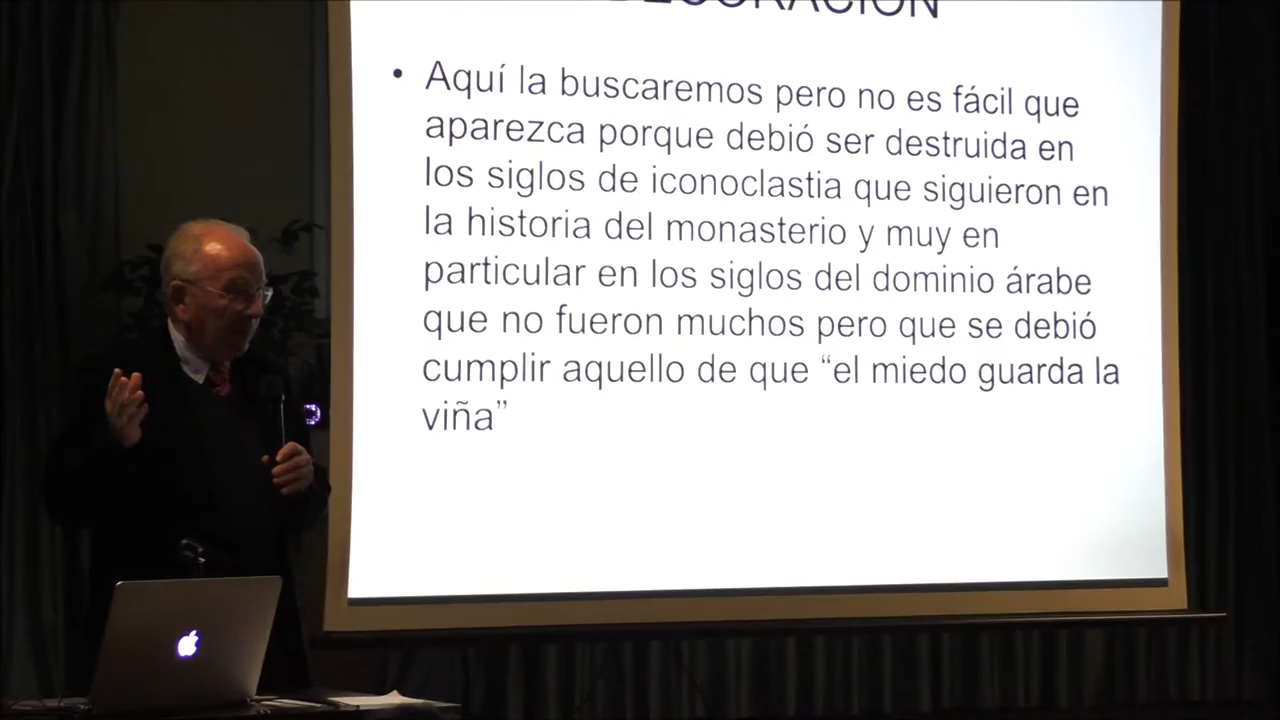 DECORACIÓN
• Aquí la buscaremos pero no es fácil que
aparezca porque debió ser destruida en
los siglos de iconoclastia que siguieron en
la historia del monasterio y muy en
particular en los siglos del dominio árabe
que no fueron muchos pero que se debió
cumplir aquello de que “el miedo guarda la
viña”